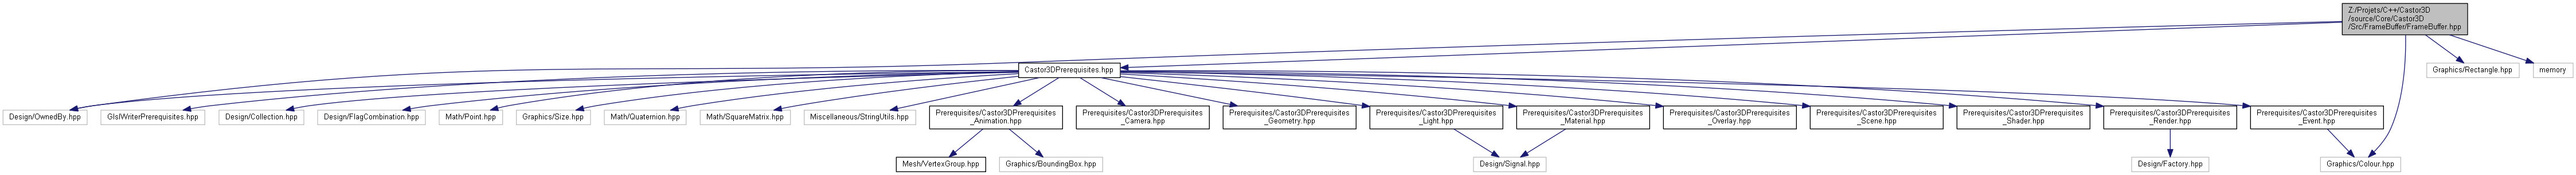 Z:/Projets/C++/Castor3D
/source/Core/Castor3D
/Src/FrameBuffer/FrameBuffer.hpp
Castor3DPrerequisites.hpp
Graphics/Rectangle.hpp
memory
Design/OwnedBy.hpp
GlslWriterPrerequisites.hpp
Design/Collection.hpp
Design/FlagCombination.hpp
Math/Point.hpp
Graphics/Size.hpp
Math/Quaternion.hpp
Math/SquareMatrix.hpp
Miscellaneous/StringUtils.hpp
Prerequisites/Castor3DPrerequisites
_Animation.hpp
Prerequisites/Castor3DPrerequisites
_Camera.hpp
Prerequisites/Castor3DPrerequisites
_Geometry.hpp
Prerequisites/Castor3DPrerequisites
_Light.hpp
Prerequisites/Castor3DPrerequisites
_Material.hpp
Prerequisites/Castor3DPrerequisites
_Overlay.hpp
Prerequisites/Castor3DPrerequisites
_Scene.hpp
Prerequisites/Castor3DPrerequisites
_Shader.hpp
Prerequisites/Castor3DPrerequisites
_Render.hpp
Prerequisites/Castor3DPrerequisites
_Event.hpp
Mesh/VertexGroup.hpp
Graphics/BoundingBox.hpp
Design/Signal.hpp
Design/Factory.hpp
Graphics/Colour.hpp